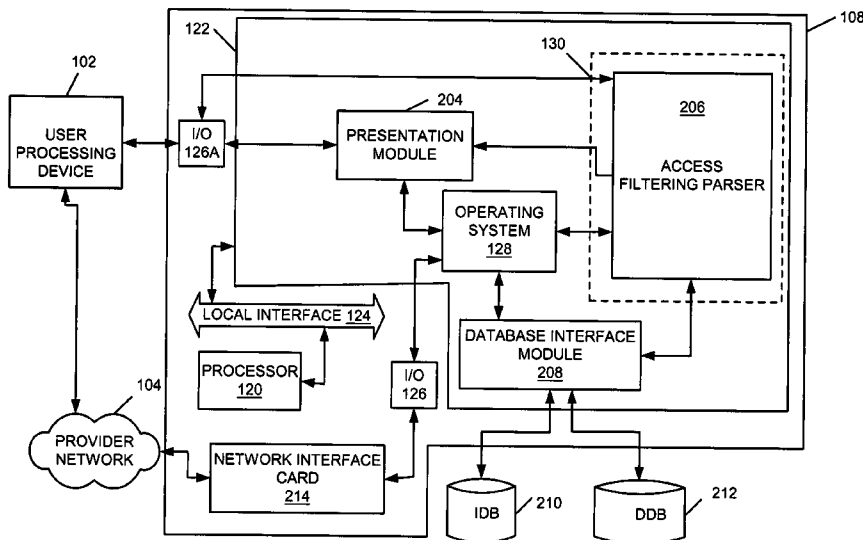 122
108
130
102
204
206
USER
PROCESSING
DEVICE
I/O
126A
PRESENTATION
MODULE
ACCESS
FILTERING PARSER
OPERATING
SYSTEM
128
LOCAL INTERFACE 124
DATABASE INTERFACE
MODULE
208
PROCESSOR
120
I/O
126
104
PROVIDER
NETWORK
NETWORK INTERFACE
CARD
214
IDB
210
DDB
212